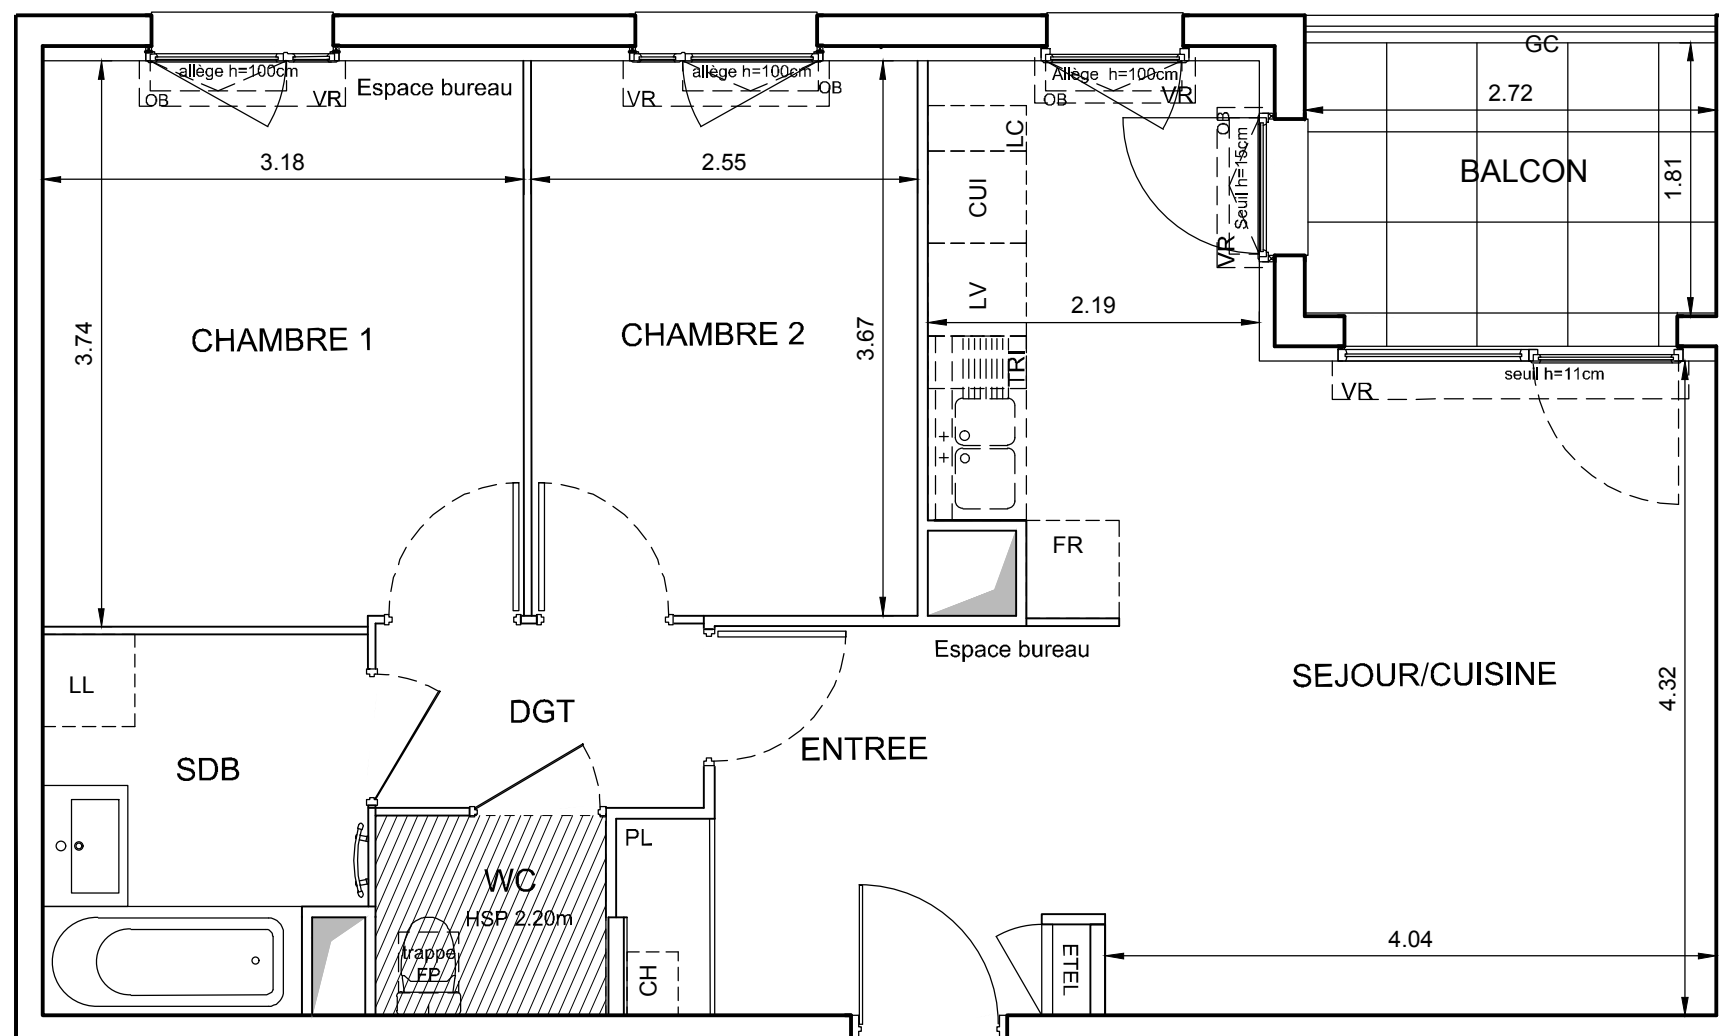 GC
allège h=100cm
OB
VR
Espace bureau
allège h=100cm
VR
OB
Allège h=100cm
OB
VR
2.72
OB
Seuil h=15cm
VR
BALCON
1.81
3.18
2.55
LC
CUI
LV
2.19
TRI
3.74
CHAMBRE 1
CHAMBRE 2
3.67
seuil h=11cm
VR
+
+
FR
Espace bureau
SEJOUR/CUISINE
4.32
LL
DGT
ENTREE
SDB
PL
WC
HSP 2.20m
trappe
FP
CH
ETEL
4.04